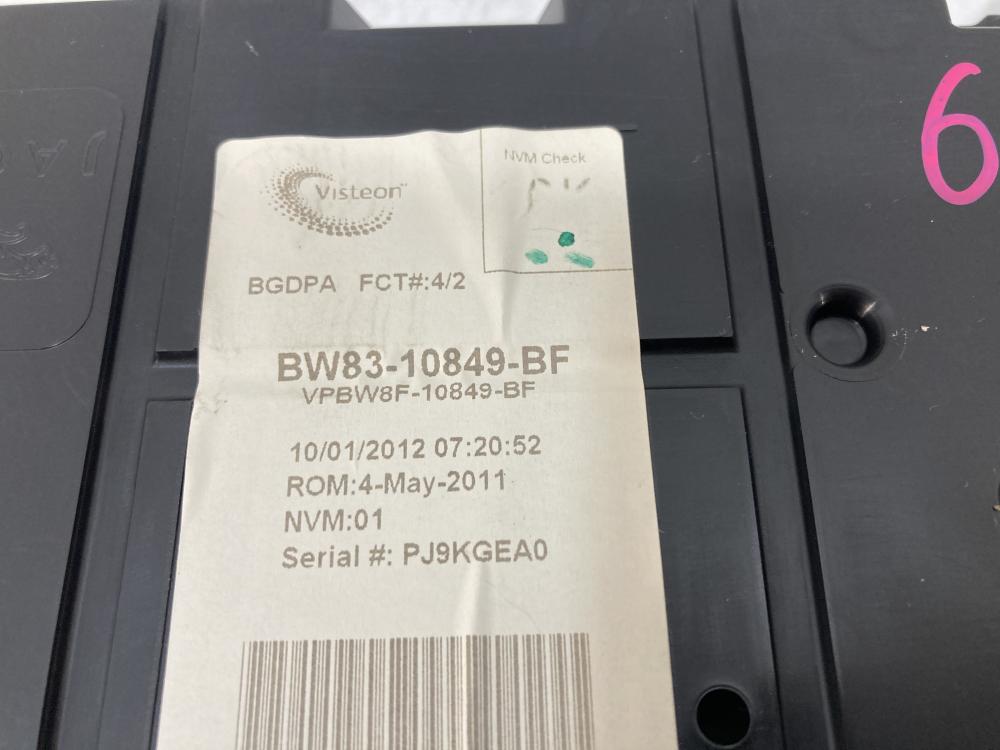 Visteon
NVM Check
OK
BGDPA FCT#:4/2
BW83-10849-BF
VPBW8F-10849-BF
10/01/2012 07:20:52
ROM:4-May-2011
NVM:01
Serial #: PJ9KGEA0
6